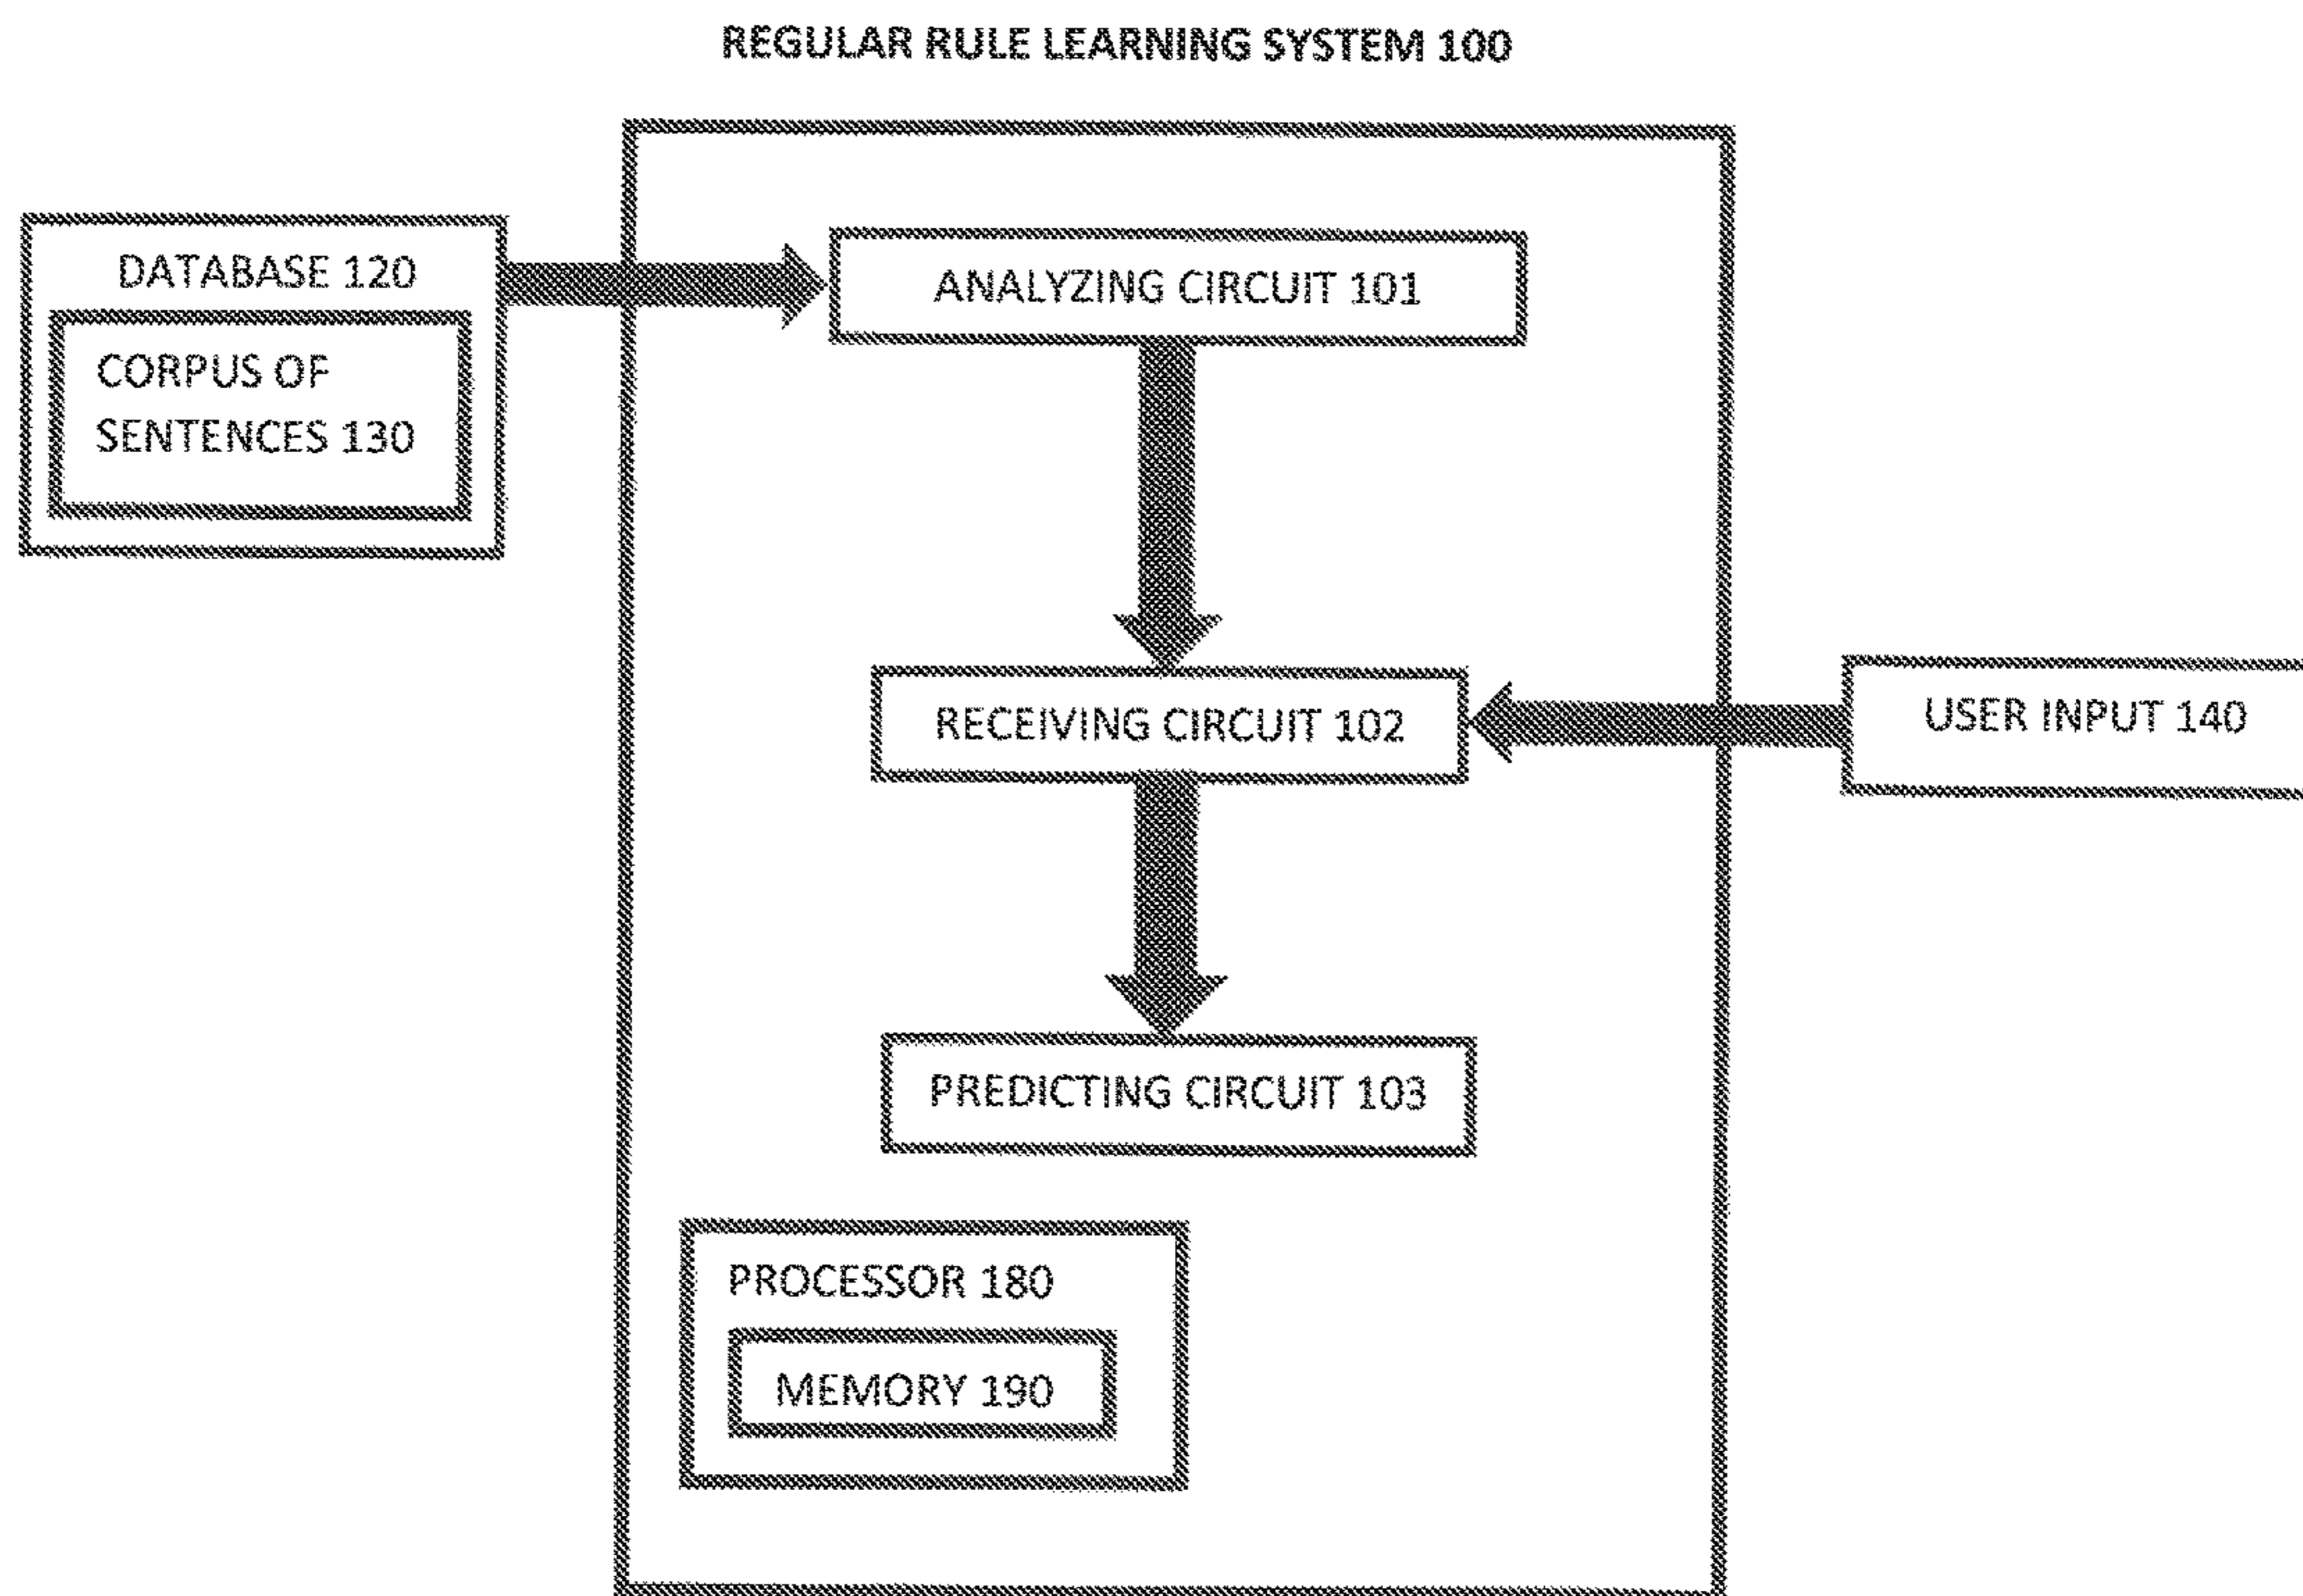 REGULAR RULE LEARNING SYSTEM 100
DATABASE 120
CORPUS OF
SENTENCES 130
ANALYZING CIRCUIT 101
RECEIVING CIRCUIT 102
USER INPUT 140
PREDICTING CIRCUIT 103
PROCESSOR 180
MEMORY 190